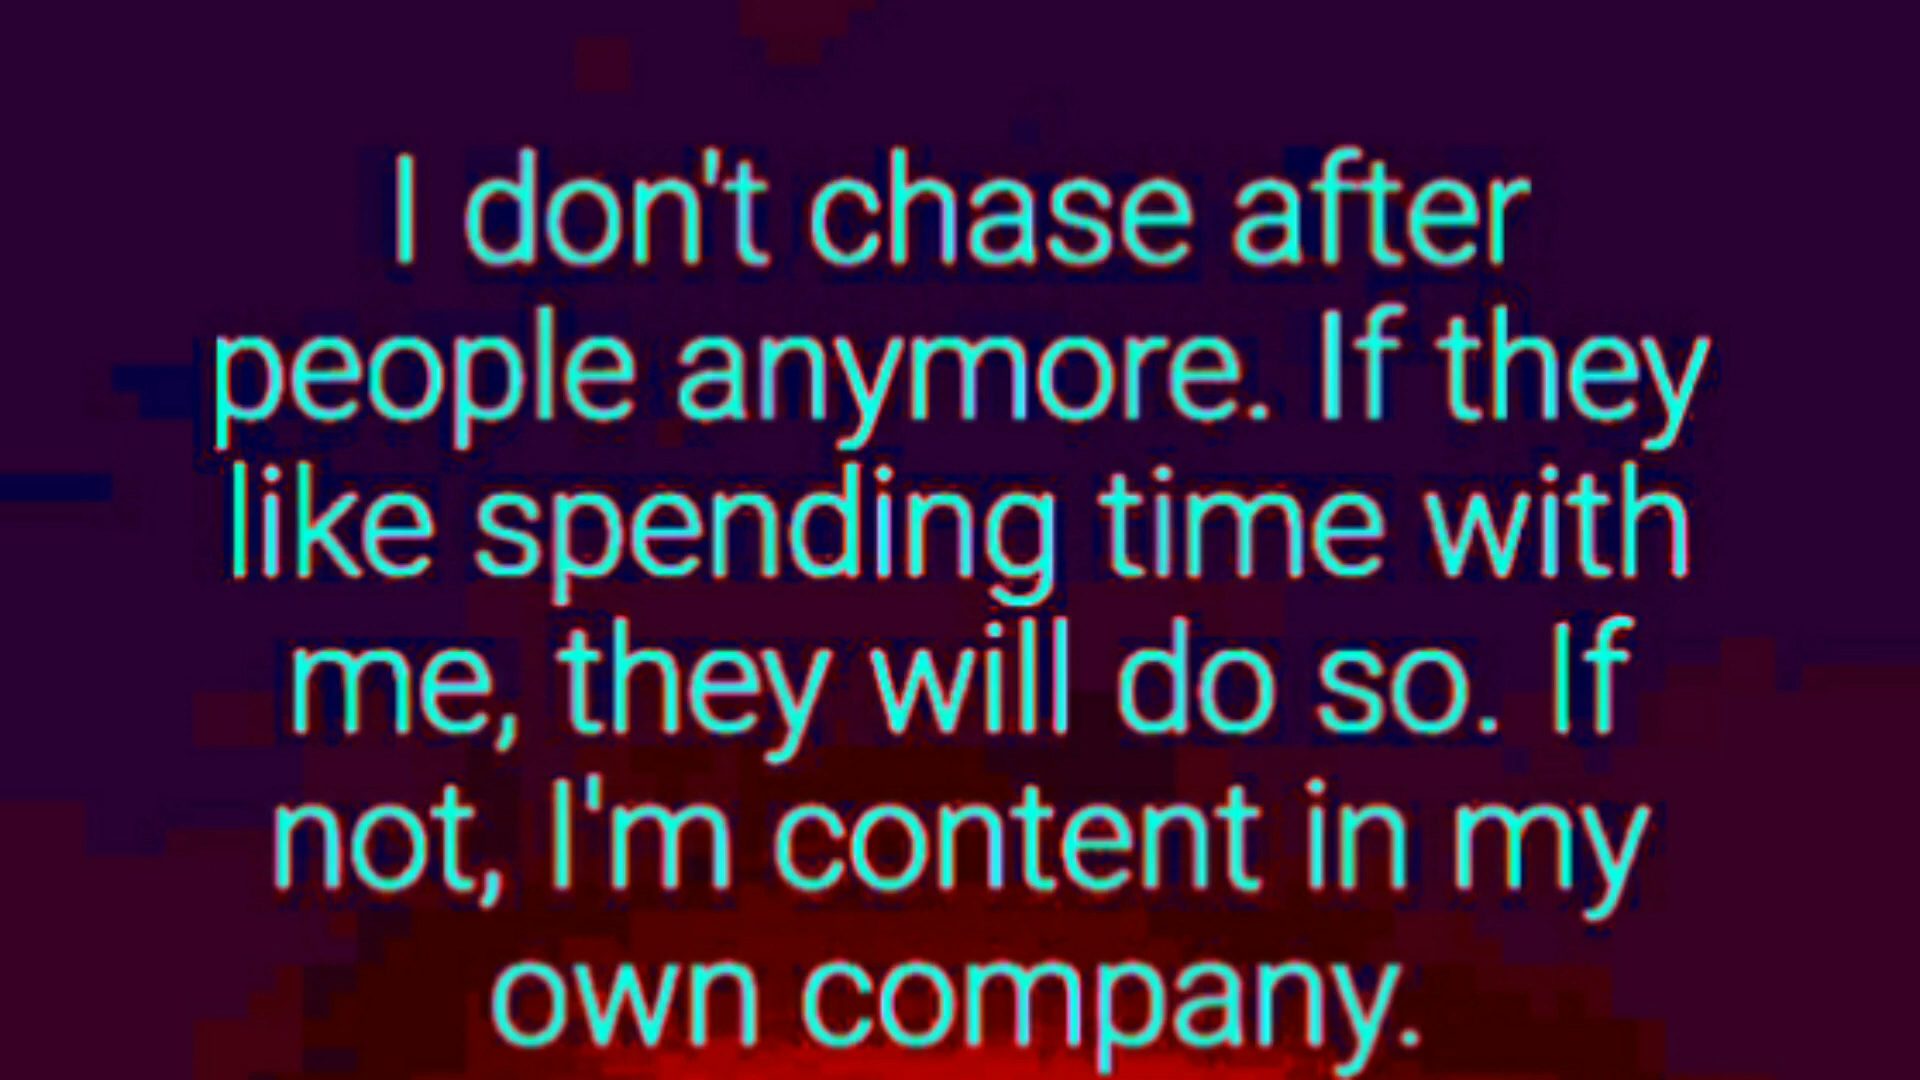 I don't chase after
people anymore. If they
like spending time with
me, they will do so. If
not, I'm content in my
own company.